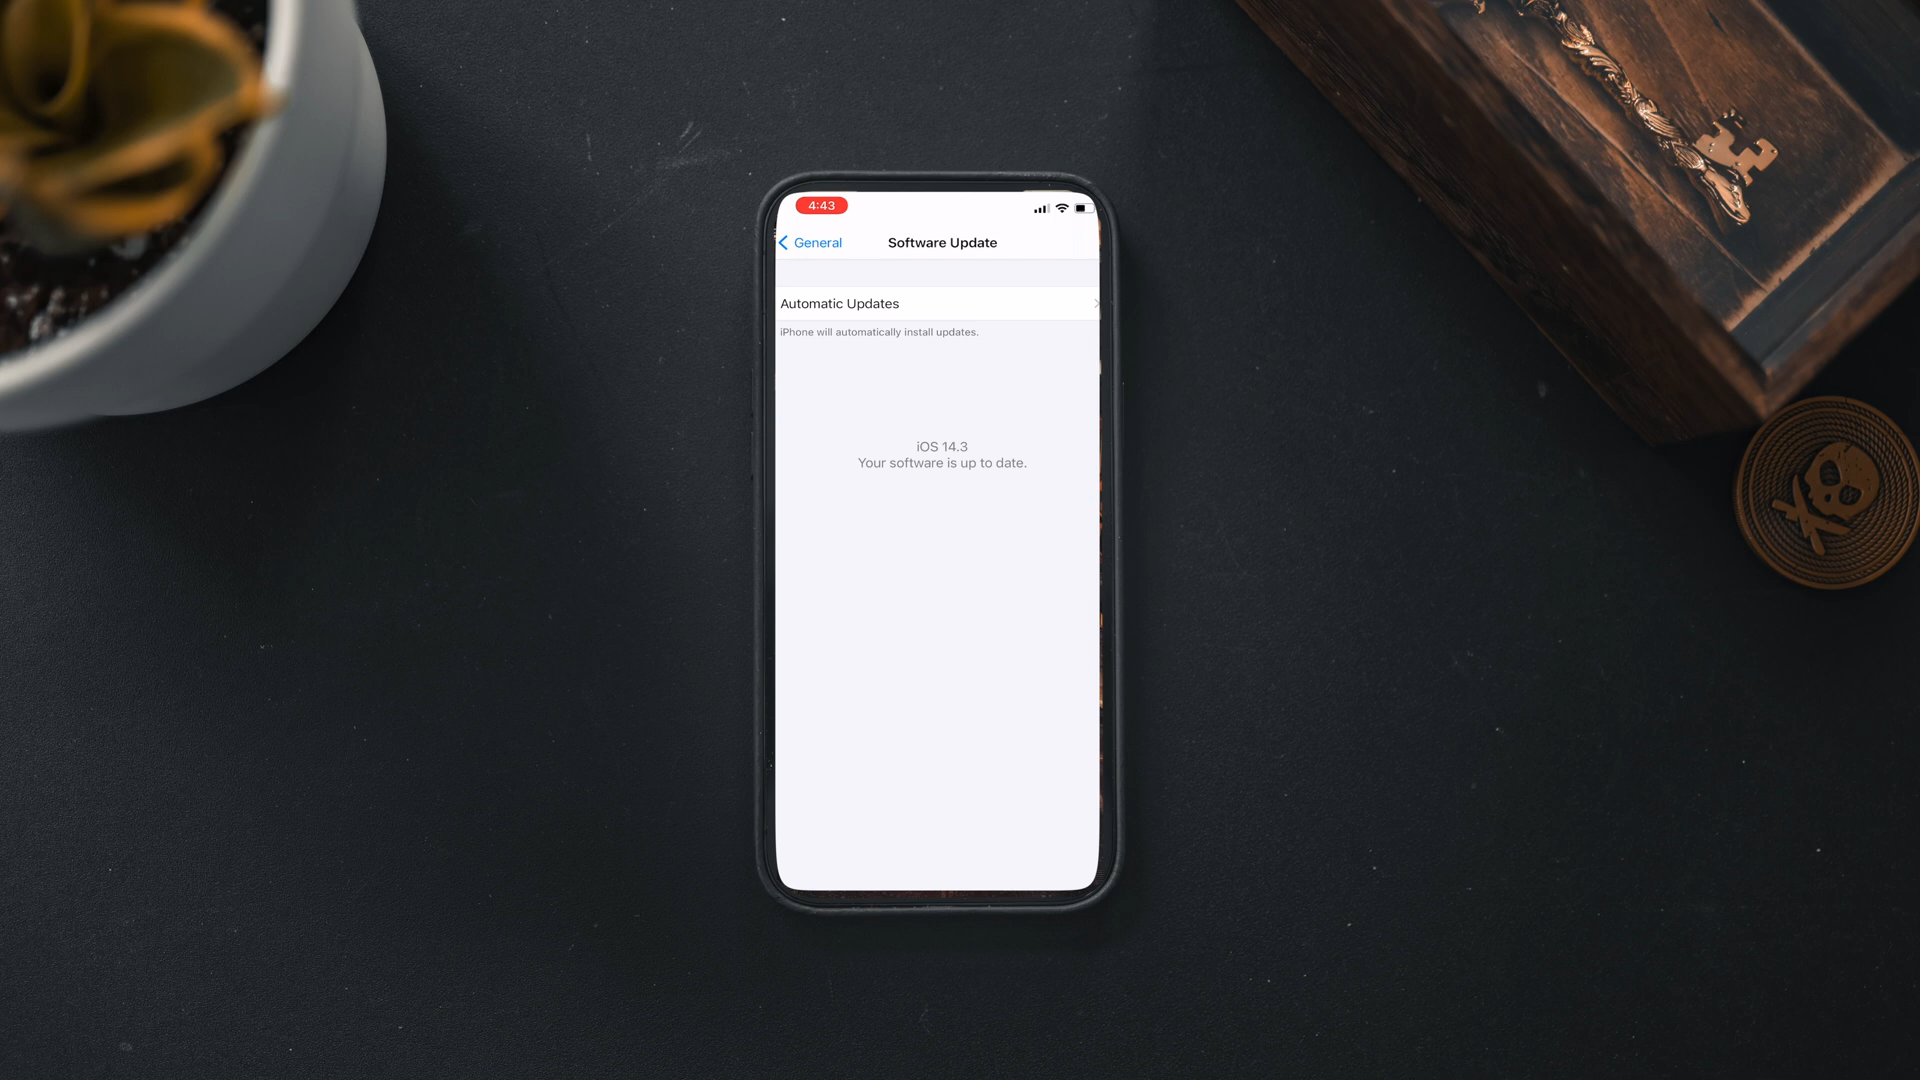 4:43
General
Software Update
Automatic Updates
iPhone will automatically install updates.
iOS 14.3
Your software is up to date.